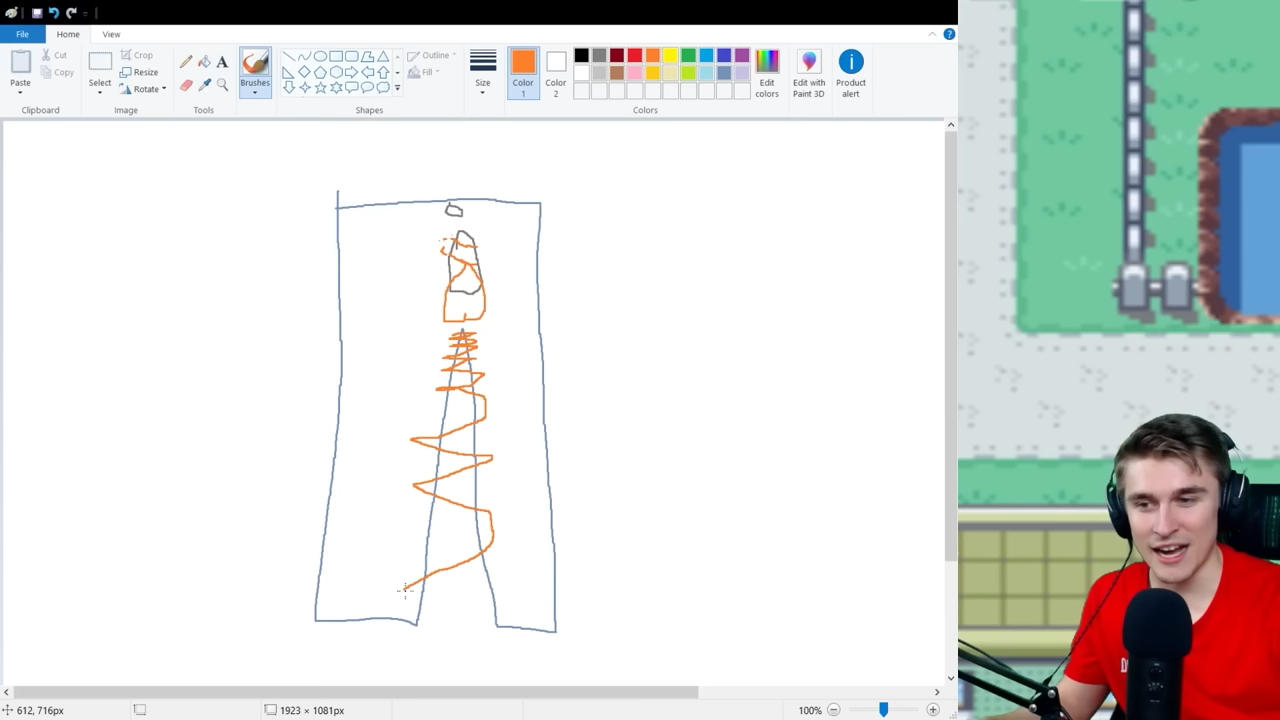 File
Home
View
Paste
Cut
Copy
Clipboard
Select
Crop
Resize
Rotate
Image
A
Tools
Brushes
Outline
Fill
Shapes
Size
Color
1
Color
2
Edit
colors
Colors
Edit with
Paint 3D
Product
alert
612, 716px
1923 × 1081px
100%